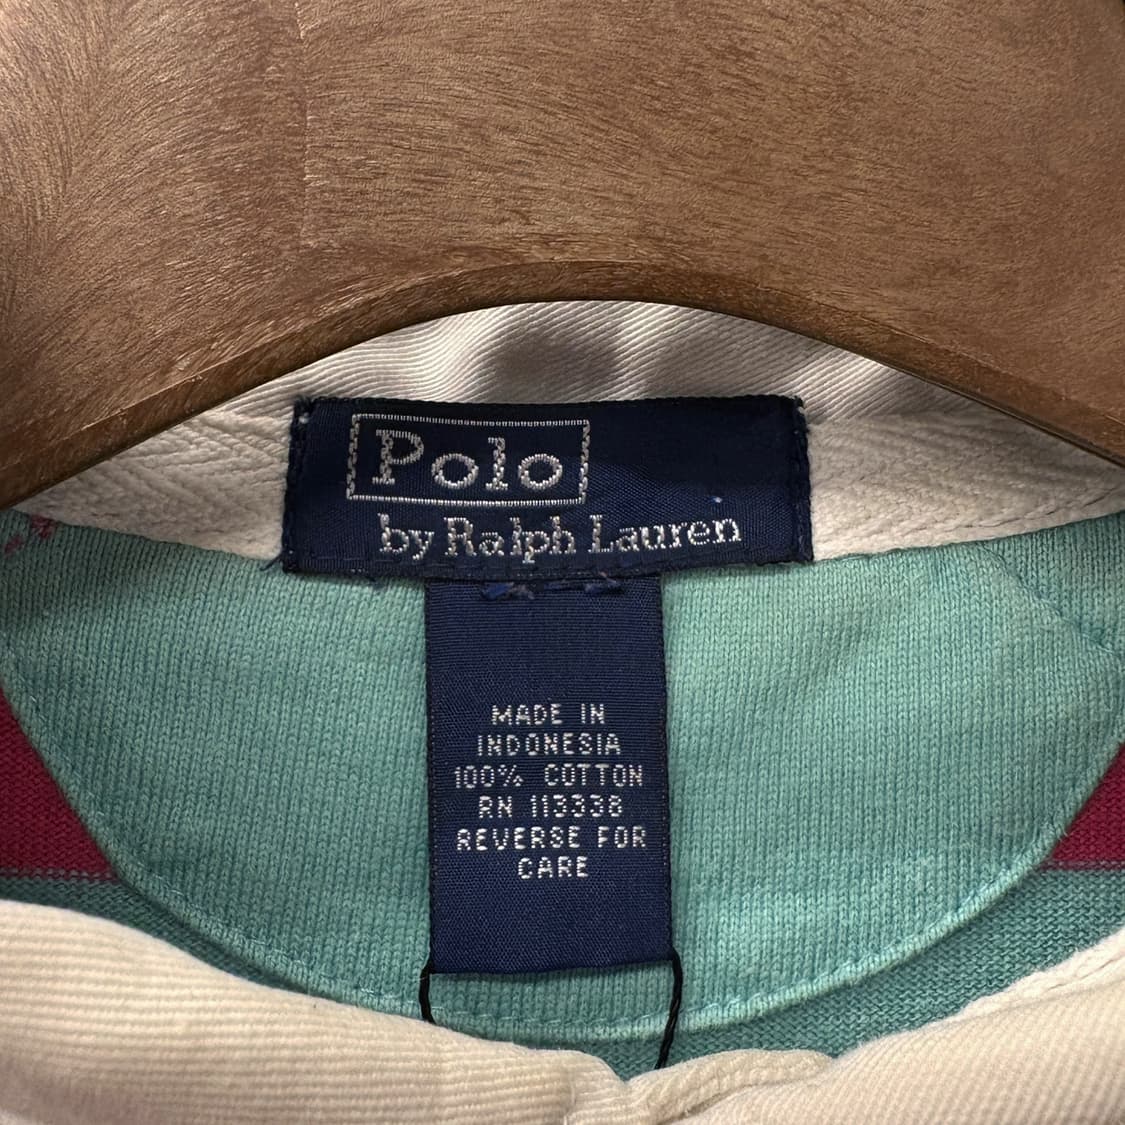 Polo
by Ralph Lauren
MADE IN
INDONESIA
100% COTTON
RN 113338
REVERSE FOR
CARE